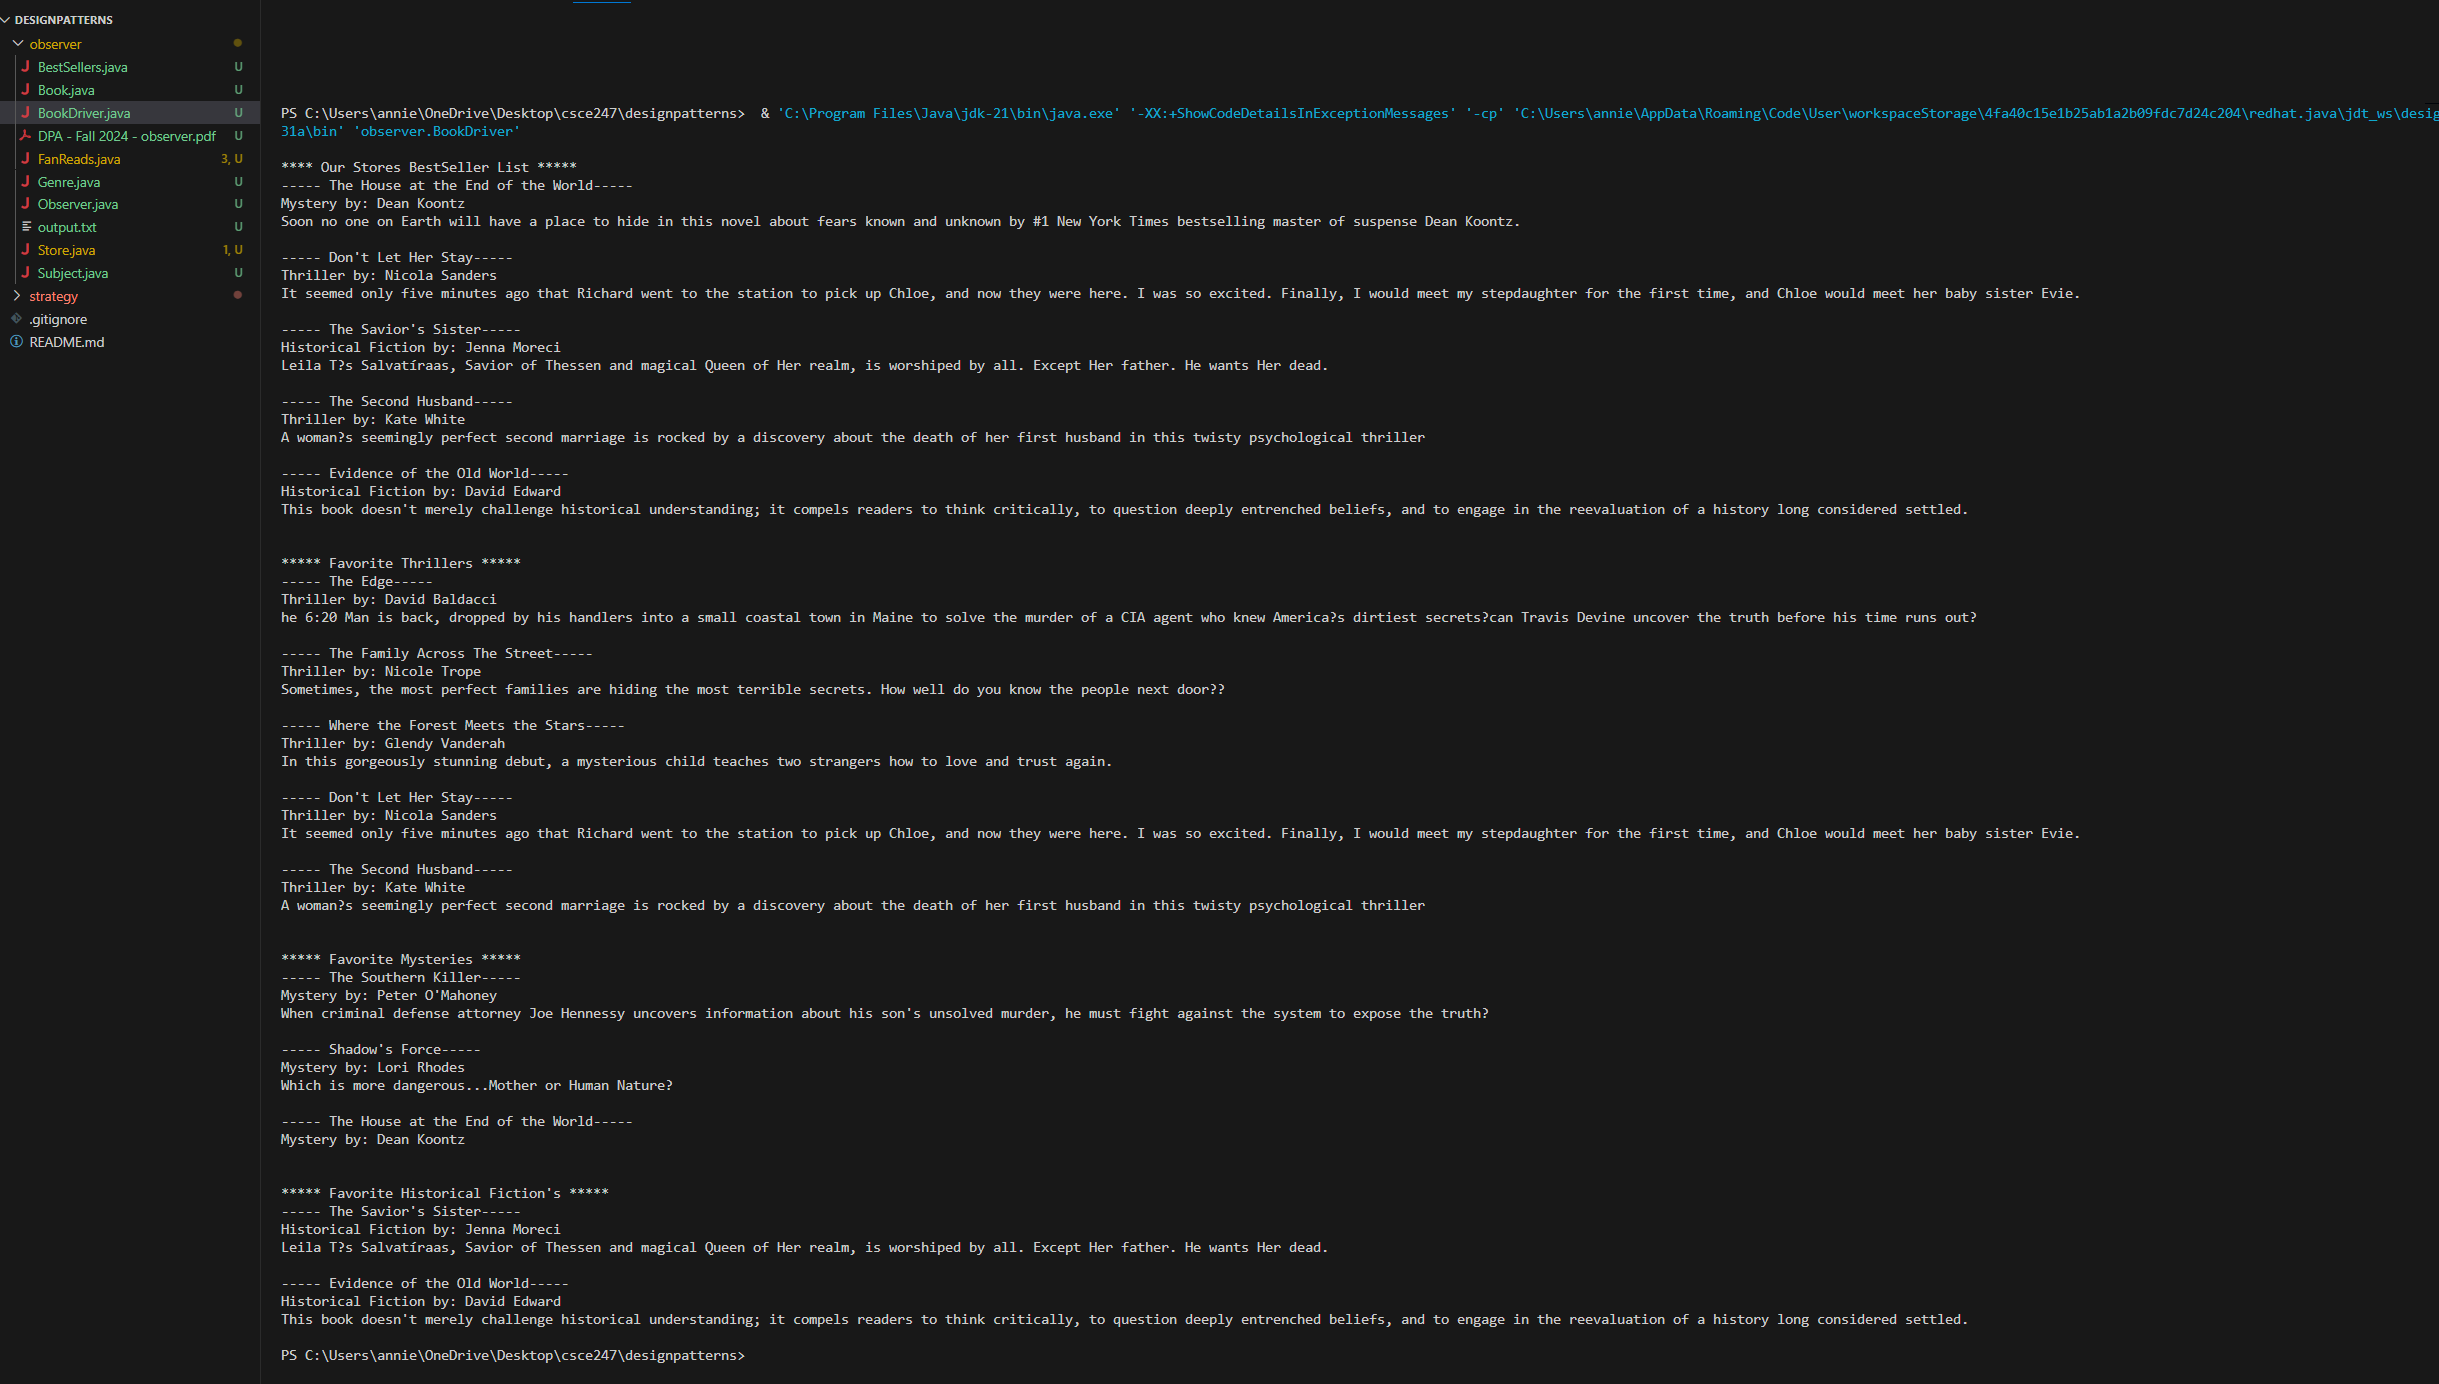 DESIGNPATTERNS
observer
BestSellers.java U
Book.java U
BookDriver.java U
DPA - Fall 2024 - observer.pdf U
FanReads.java 3, U
Genre.java U
Observer.java U
output.txt U
Store.java 1, U
Subject.java U
strategy
.gitignore
README.md
PS C:\Users\annie\OneDrive\Desktop\csce247\designpatterns>  & 'C:\Program Files\Java\jdk-21\bin\java.exe' '-XX:+ShowCodeDetailsInExceptionMessages' '-cp' 'C:\Users\annie\AppData\Roaming\Code\User\workspaceStorage\4fa40c15e1b25ab1a2b09fdc7d24c204\redhat.java\jdt_ws\desig
31a\bin' 'observer.BookDriver'
**** Our Stores BestSeller List *****
----- The House at the End of the World-----
Mystery by: Dean Koontz
Soon no one on Earth will have a place to hide in this novel about fears known and unknown by #1 New York Times bestselling master of suspense Dean Koontz.
----- Don't Let Her Stay-----
Thriller by: Nicola Sanders
It seemed only five minutes ago that Richard went to the station to pick up Chloe, and now they were here. I was so excited. Finally, I would meet my stepdaughter for the first time, and Chloe would meet her baby sister Evie.
----- The Savior's Sister-----
Historical Fiction by: Jenna Moreci
Leila T?s Salvatíraas, Savior of Thessen and magical Queen of Her realm, is worshiped by all. Except Her father. He wants Her dead.
----- The Second Husband-----
Thriller by: Kate White
A woman?s seemingly perfect second marriage is rocked by a discovery about the death of her first husband in this twisty psychological thriller
----- Evidence of the Old World-----
Historical Fiction by: David Edward
This book doesn't merely challenge historical understanding; it compels readers to think critically, to question deeply entrenched beliefs, and to engage in the reevaluation of a history long considered settled.
***** Favorite Thrillers *****
----- The Edge-----
Thriller by: David Baldacci
he 6:20 Man is back, dropped by his handlers into a small coastal town in Maine to solve the murder of a CIA agent who knew America?s dirtiest secrets?can Travis Devine uncover the truth before his time runs out?
----- The Family Across The Street-----
Thriller by: Nicole Trope
Sometimes, the most perfect families are hiding the most terrible secrets. How well do you know the people next door??
----- Where the Forest Meets the Stars-----
Thriller by: Glendy Vanderah
In this gorgeously stunning debut, a mysterious child teaches two strangers how to love and trust again.
----- Don't Let Her Stay-----
Thriller by: Nicola Sanders
It seemed only five minutes ago that Richard went to the station to pick up Chloe, and now they were here. I was so excited. Finally, I would meet my stepdaughter for the first time, and Chloe would meet her baby sister Evie.
----- The Second Husband-----
Thriller by: Kate White
A woman?s seemingly perfect second marriage is rocked by a discovery about the death of her first husband in this twisty psychological thriller
***** Favorite Mysteries *****
----- The Southern Killer-----
Mystery by: Peter O'Mahoney
When criminal defense attorney Joe Hennessy uncovers information about his son's unsolved murder, he must fight against the system to expose the truth?
----- Shadow's Force-----
Mystery by: Lori Rhodes
Which is more dangerous...Mother or Human Nature?
----- The House at the End of the World-----
Mystery by: Dean Koontz
***** Favorite Historical Fiction's *****
----- The Savior's Sister-----
Historical Fiction by: Jenna Moreci
Leila T?s Salvatíraas, Savior of Thessen and magical Queen of Her realm, is worshiped by all. Except Her father. He wants Her dead.
----- Evidence of the Old World-----
Historical Fiction by: David Edward
This book doesn't merely challenge historical understanding; it compels readers to think critically, to question deeply entrenched beliefs, and to engage in the reevaluation of a history long considered settled.
PS C:\Users\annie\OneDrive\Desktop\csce247\designpatterns>